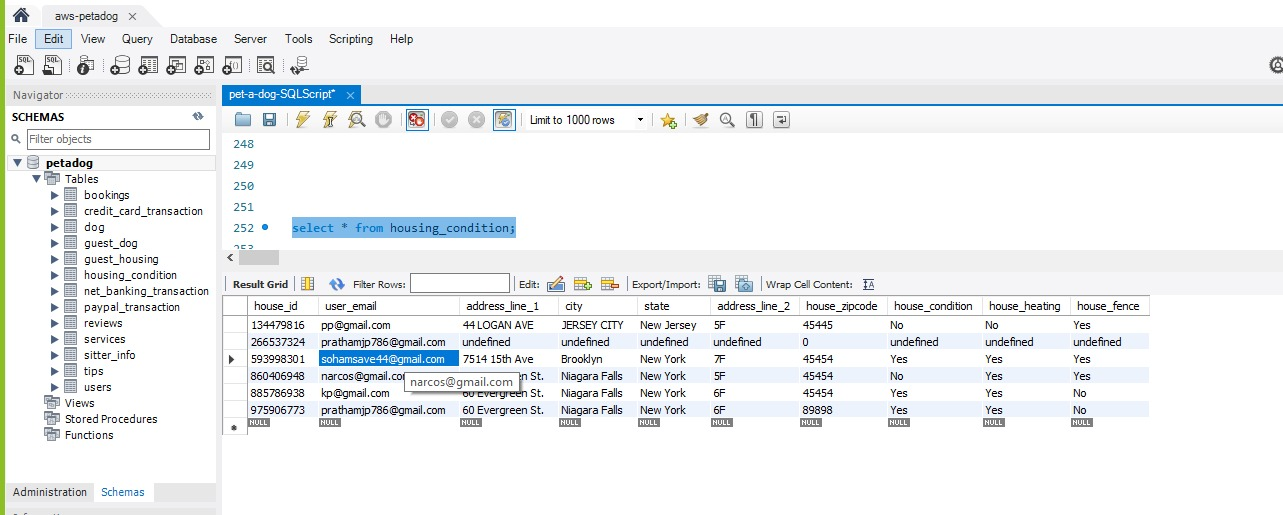 aws-petadog ×
File Edit View Query Database Server Tools Scripting Help
Navigator
SCHEMAS
Filter objects
petadog
Tables
bookings
credit_card_transaction
dog
guest_dog
guest_housing
housing_condition
net_banking_transaction
paypal_transaction
reviews
services
sitter_info
tips
users
Views
Stored Procedures
Functions
Administration Schemas
pet-a-dog-SQLScript* ×
Limit to 1000 rows
248
249
250
251
252 select * from housing_condition;
253
Result Grid Filter Rows: Edit: Export/Import: Wrap Cell Content:
house_id user_email address_line_1 city state address_line_2 house_zipcode house_condition house_heating house_fence
134479816 pp@gmail.com 44 LOGAN AVE JERSEY CITY New Jersey 5F 45445 No No Yes
266537324 prathamjp786@gmail.com undefined undefined undefined undefined 0 undefined undefined undefined
593998301 sohamsave44@gmail.com 7514 15th Ave Brooklyn New York 7F 45454 Yes Yes Yes
860406948 narcos@gmail.co Evergreen St. Niagara Falls New York 5F 45454 No Yes Yes
narcos@gmail.com
885786938 kp@gmail.com 60 Evergreen St. Niagara Falls New York 6F 45454 Yes Yes No
975906773 prathamjp786@gmail.com 60 Evergreen St. Niagara Falls New York 6F 89898 Yes Yes No
NULL NULL NULL NULL NULL NULL NULL NULL NULL NULL